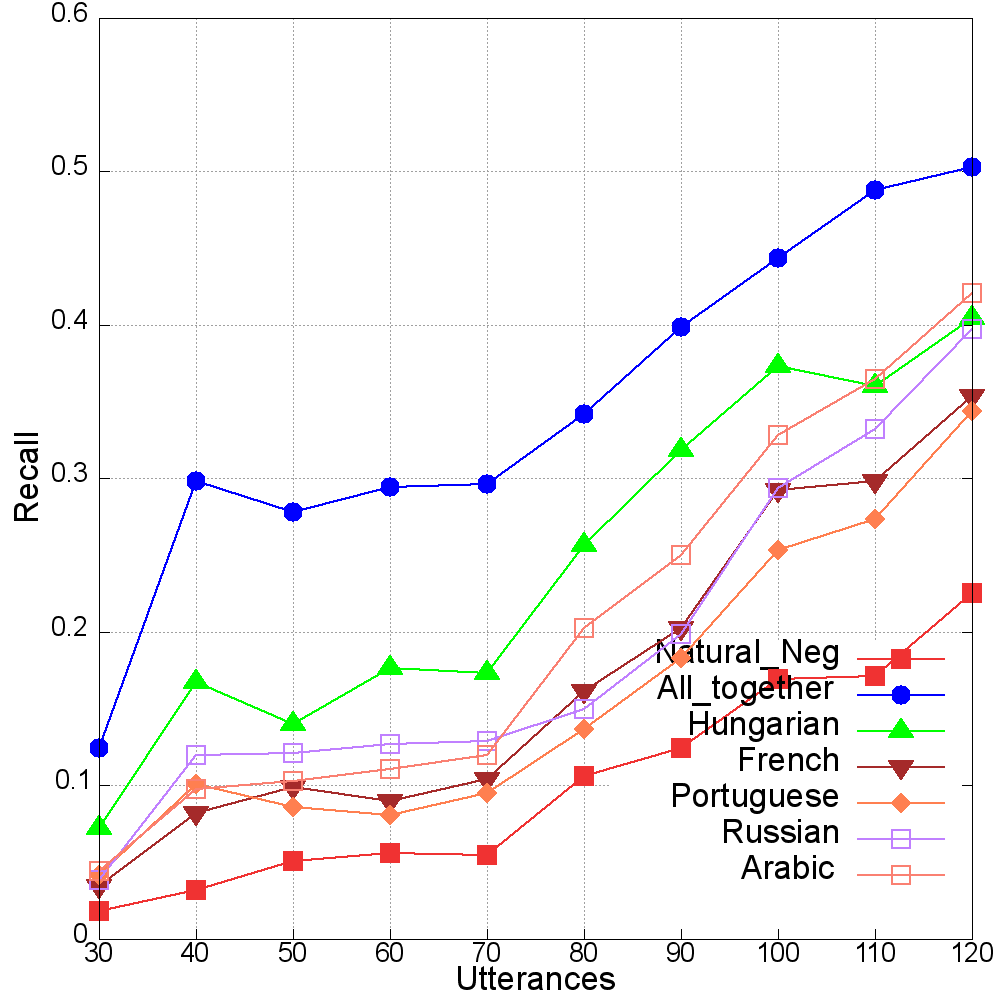 0.6
0.5
0.4
0.3
0.2
0.1
0
Recall
30 40 50 60 70 80 90 100 110 120
Utterances
Natural_Neg
All_together
Hungarian
French
Portuguese
Russian
Arabic